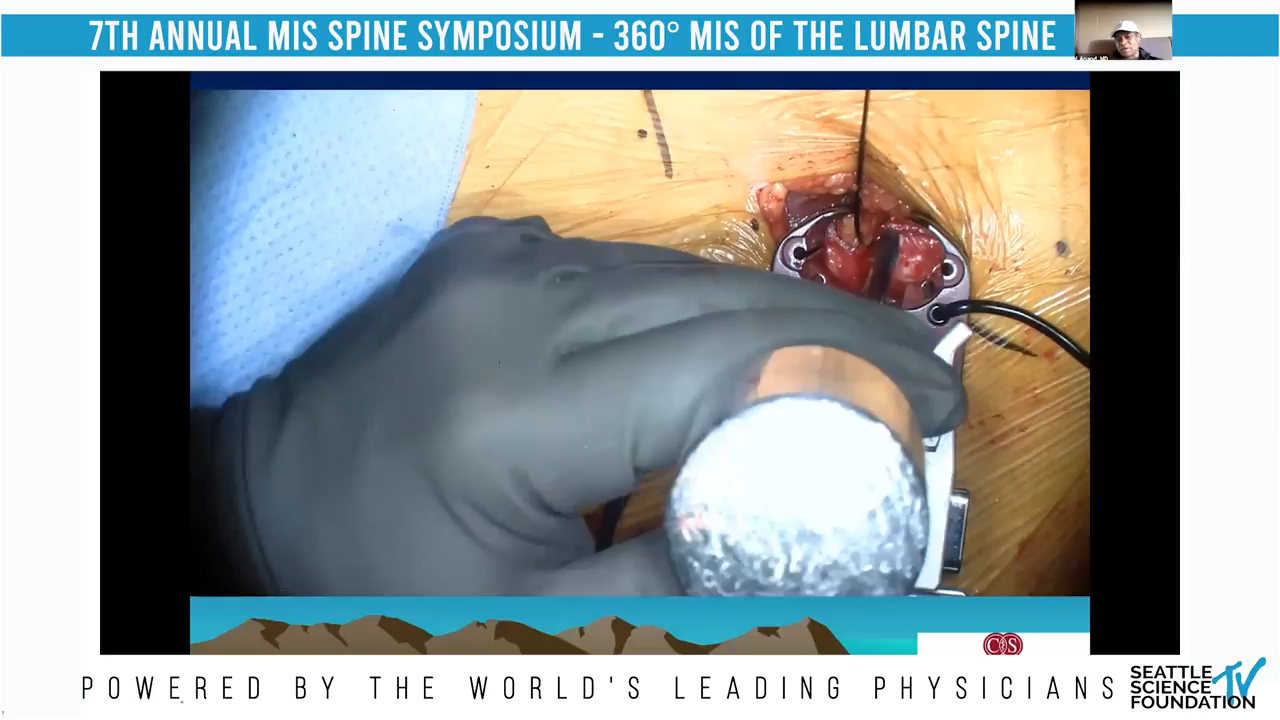 7TH ANNUAL MIS SPINE SYMPOSIUM - 360° MIS OF THE LUMBAR SPINE
POWERED BY THE WORLD'S LEADING PHYSICIANS
SEATTLE
SCIENCE
FOUNDATION
TV